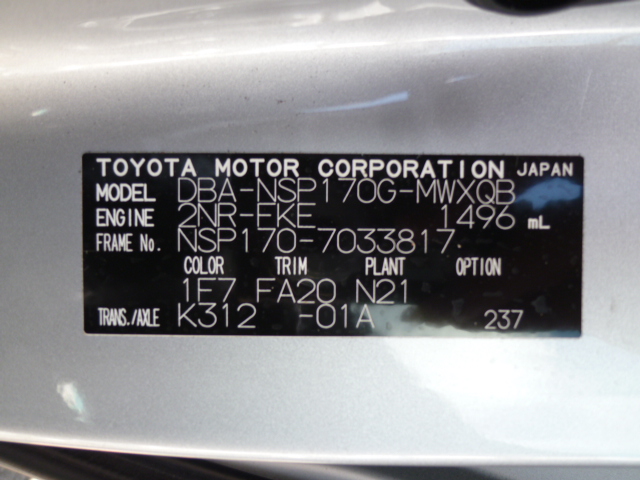 TOYOTA MOTOR CORPORATION JAPAN
MODEL DBA-NSP170G-MWXQB
ENGINE 2NR-FKE 1496 mL
FRAME No. NSP170-7033817
COLOR TRIM PLANT OPTION
1F7 FA20 N21
TRANS./AXLE K312 -01A 237